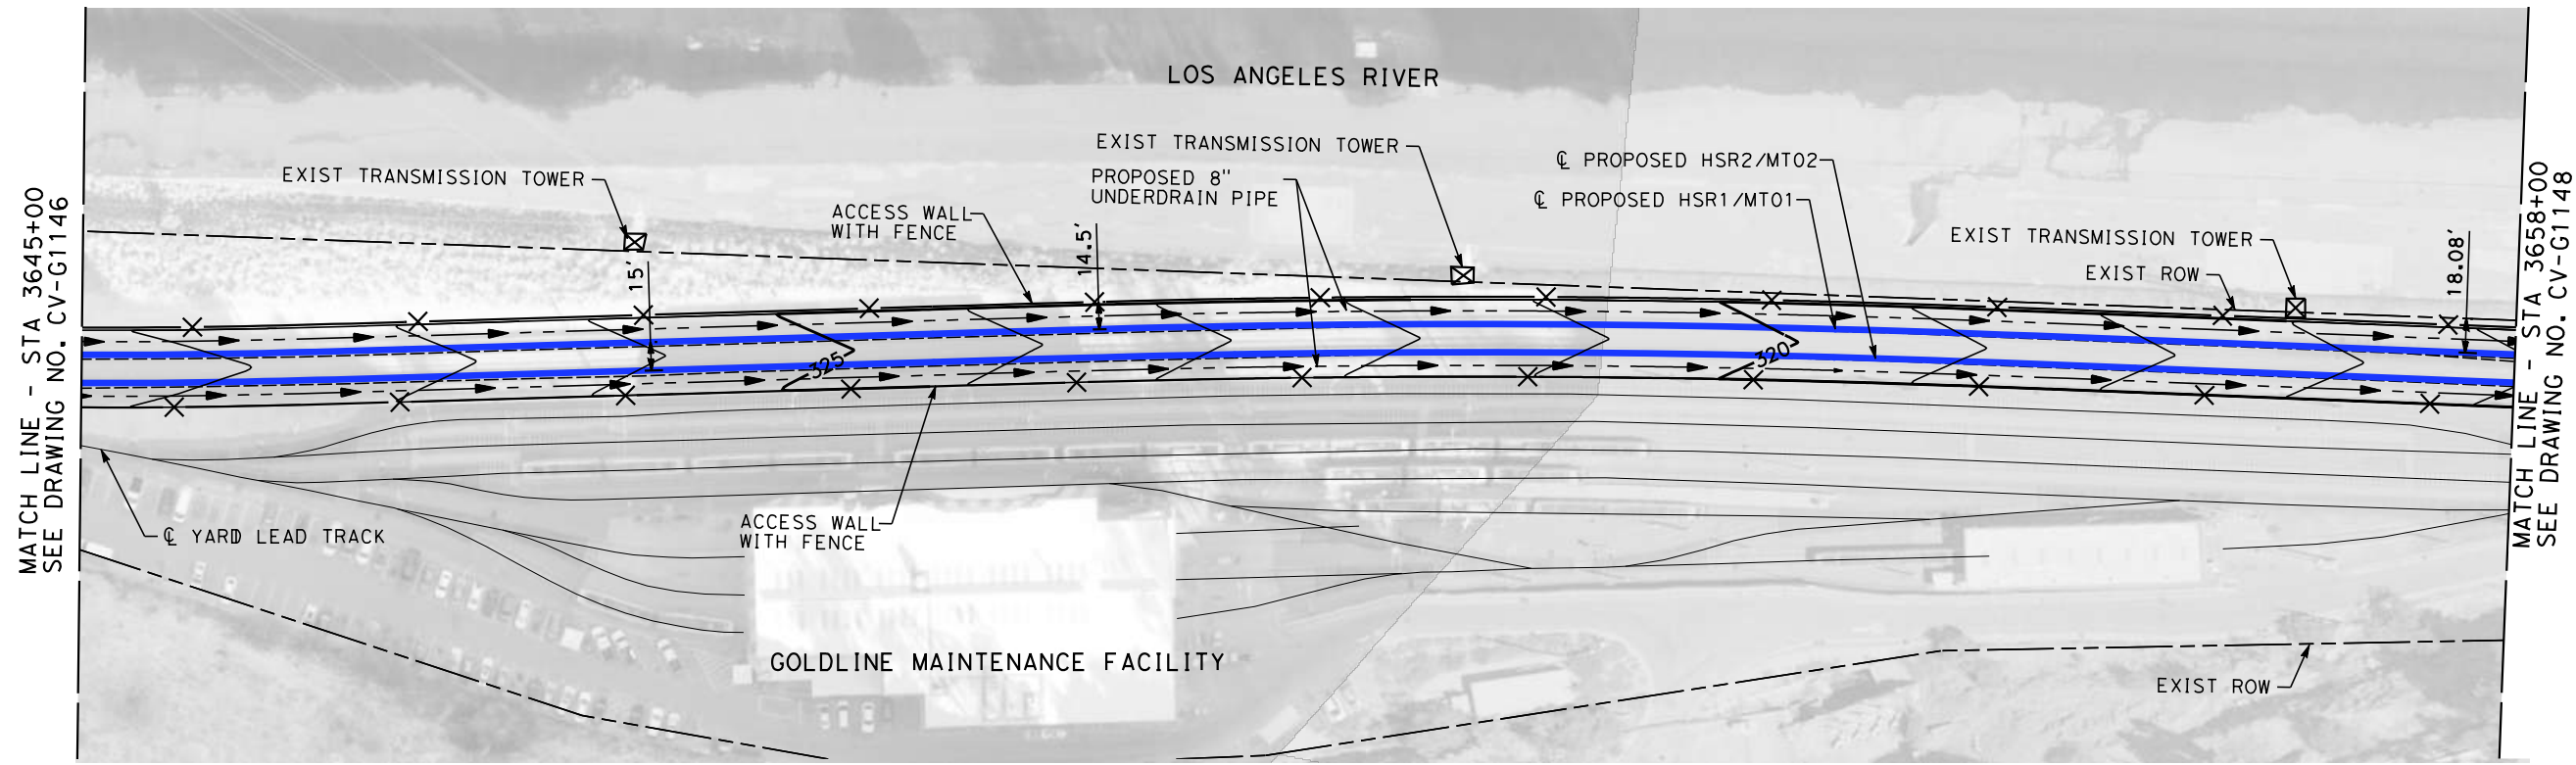 LOS ANGELES RIVER
EXIST TRANSMISSION TOWER
EXIST TRANSMISSION TOWER
PROPOSED 8"
UNDERDRAIN PIPE
℄ PROPOSED HSR2/MT02
℄ PROPOSED HSR1/MT01
ACCESS WALL
WITH FENCE
EXIST TRANSMISSION TOWER
EXIST ROW
15'
14.5'
18.08'
325
320
MATCH LINE - STA 3645+00
SEE DRAWING NO. CV-G1146
MATCH LINE - STA 3658+00
SEE DRAWING NO. CV-G1148
℄ YARD LEAD TRACK
ACCESS WALL
WITH FENCE
GOLDLINE MAINTENANCE FACILITY
EXIST ROW